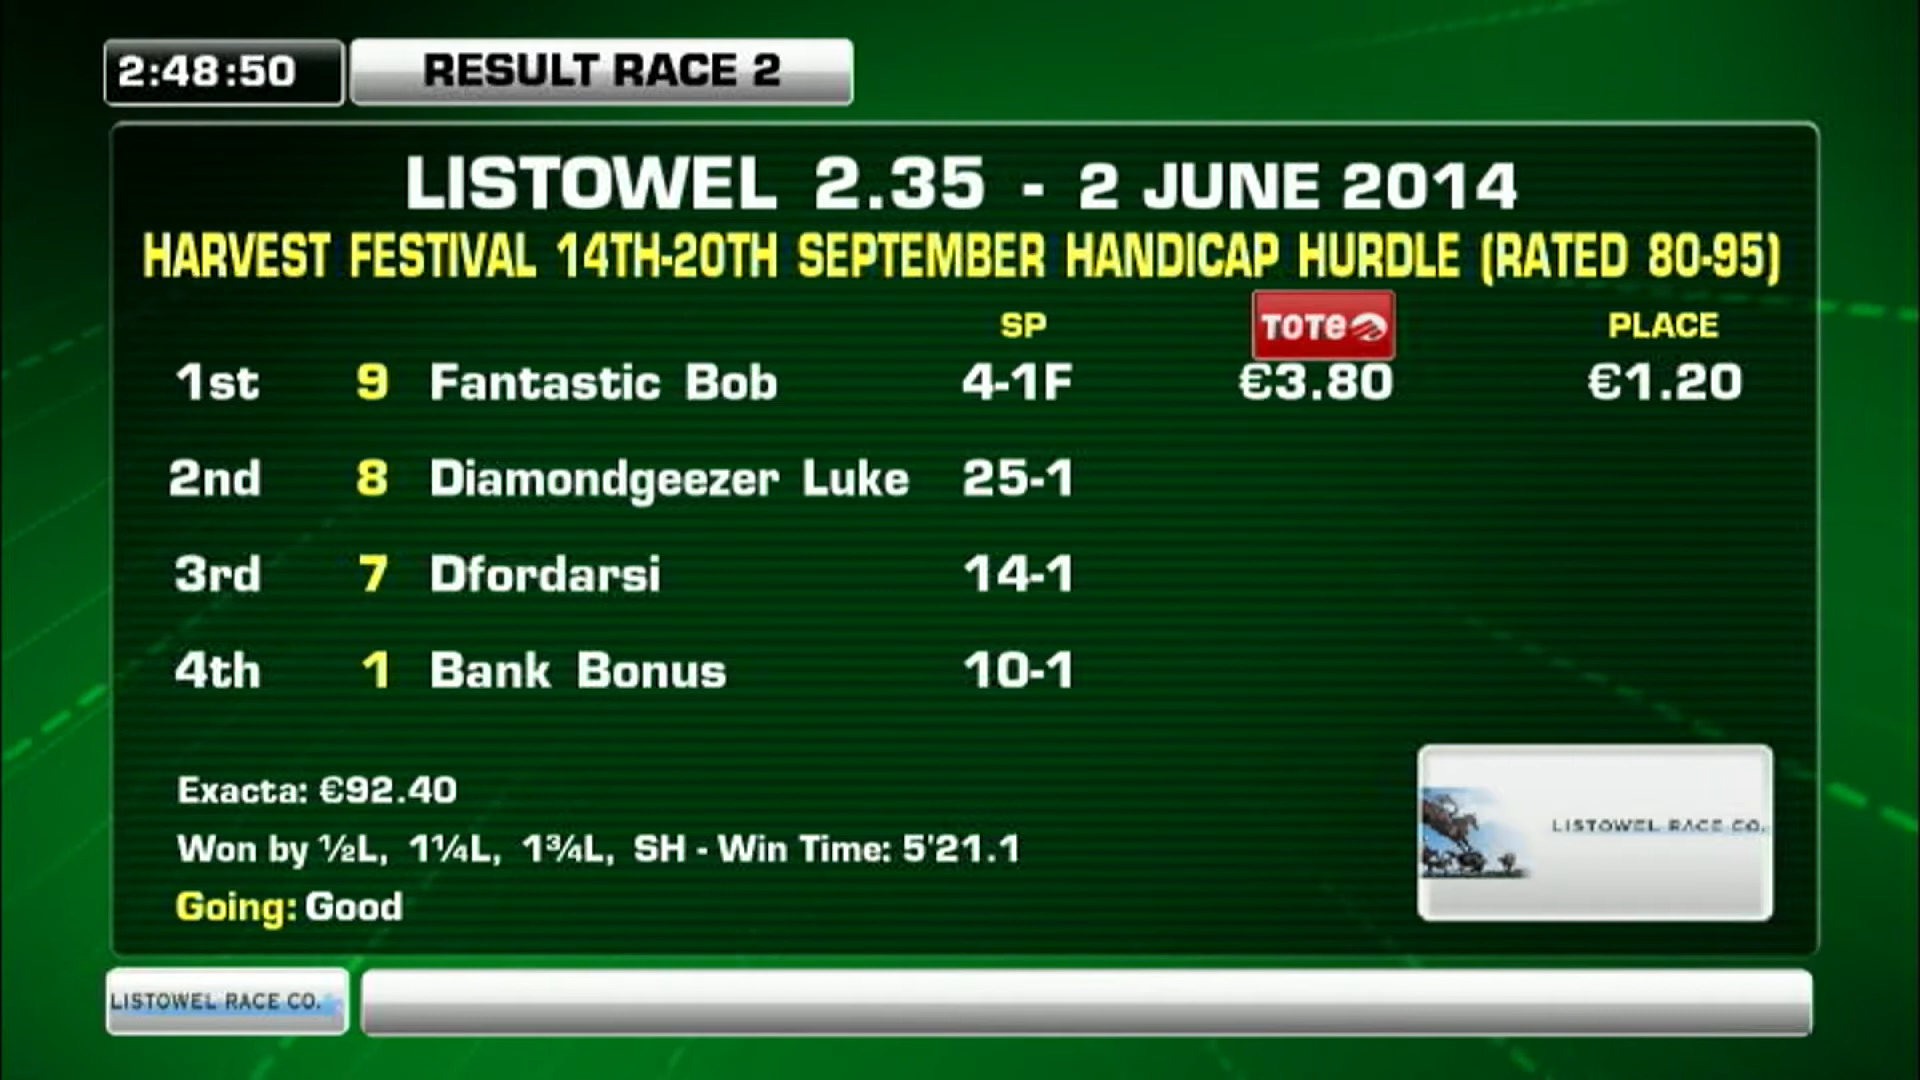 2:48:50 RESULT RACE 2
LISTOWEL 2.35 - 2 JUNE 2014
HARVEST FESTIVAL 14TH-20TH SEPTEMBER HANDICAP HURDLE (RATED 80-95)
SP TOTE PLACE
1st 9 Fantastic Bob 4-1F €3.80 €1.20
2nd 8 Diamondgeezer Luke 25-1
3rd 7 Dfordarsi 14-1
4th 1 Bank Bonus 10-1
Exacta: €92.40
Won by ½L, 1¼L, 1¾L, SH - Win Time: 5'21.1
Going: Good
LISTOWEL RACE CO.
LISTOWEL RACE CO.